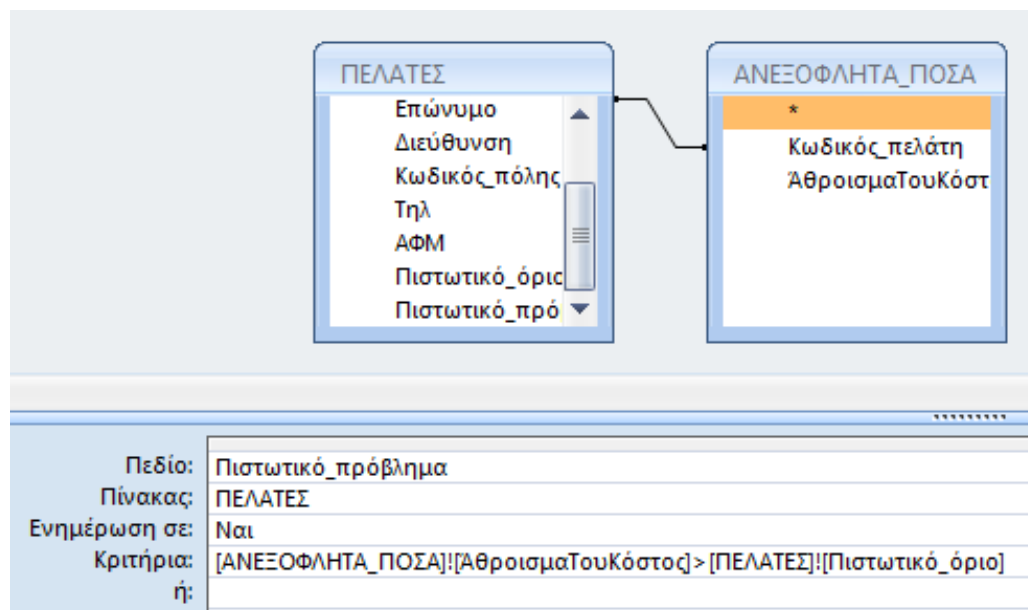 ΠΕΛΑΤΕΣ
Επώνυμο
Διεύθυνση
Κωδικός_πόλης
Τηλ
ΑΦΜ
Πιστωτικό_όριο
Πιστωτικό_πρό
ΑΝΕΞΟΦΛΗΤΑ_ΠΟΣΑ
*
Κωδικός_πελάτη
ΆθροισμαΤουΚόστ
Πεδίο: Πιστωτικό_πρόβλημα
Πίνακας: ΠΕΛΑΤΕΣ
Ενημέρωση σε: Ναι
Κριτήρια: [ΑΝΕΞΟΦΛΗΤΑ_ΠΟΣΑ]![ΆθροισμαΤουΚόστος]>[ΠΕΛΑΤΕΣ]![Πιστωτικό_όριο]
ή: